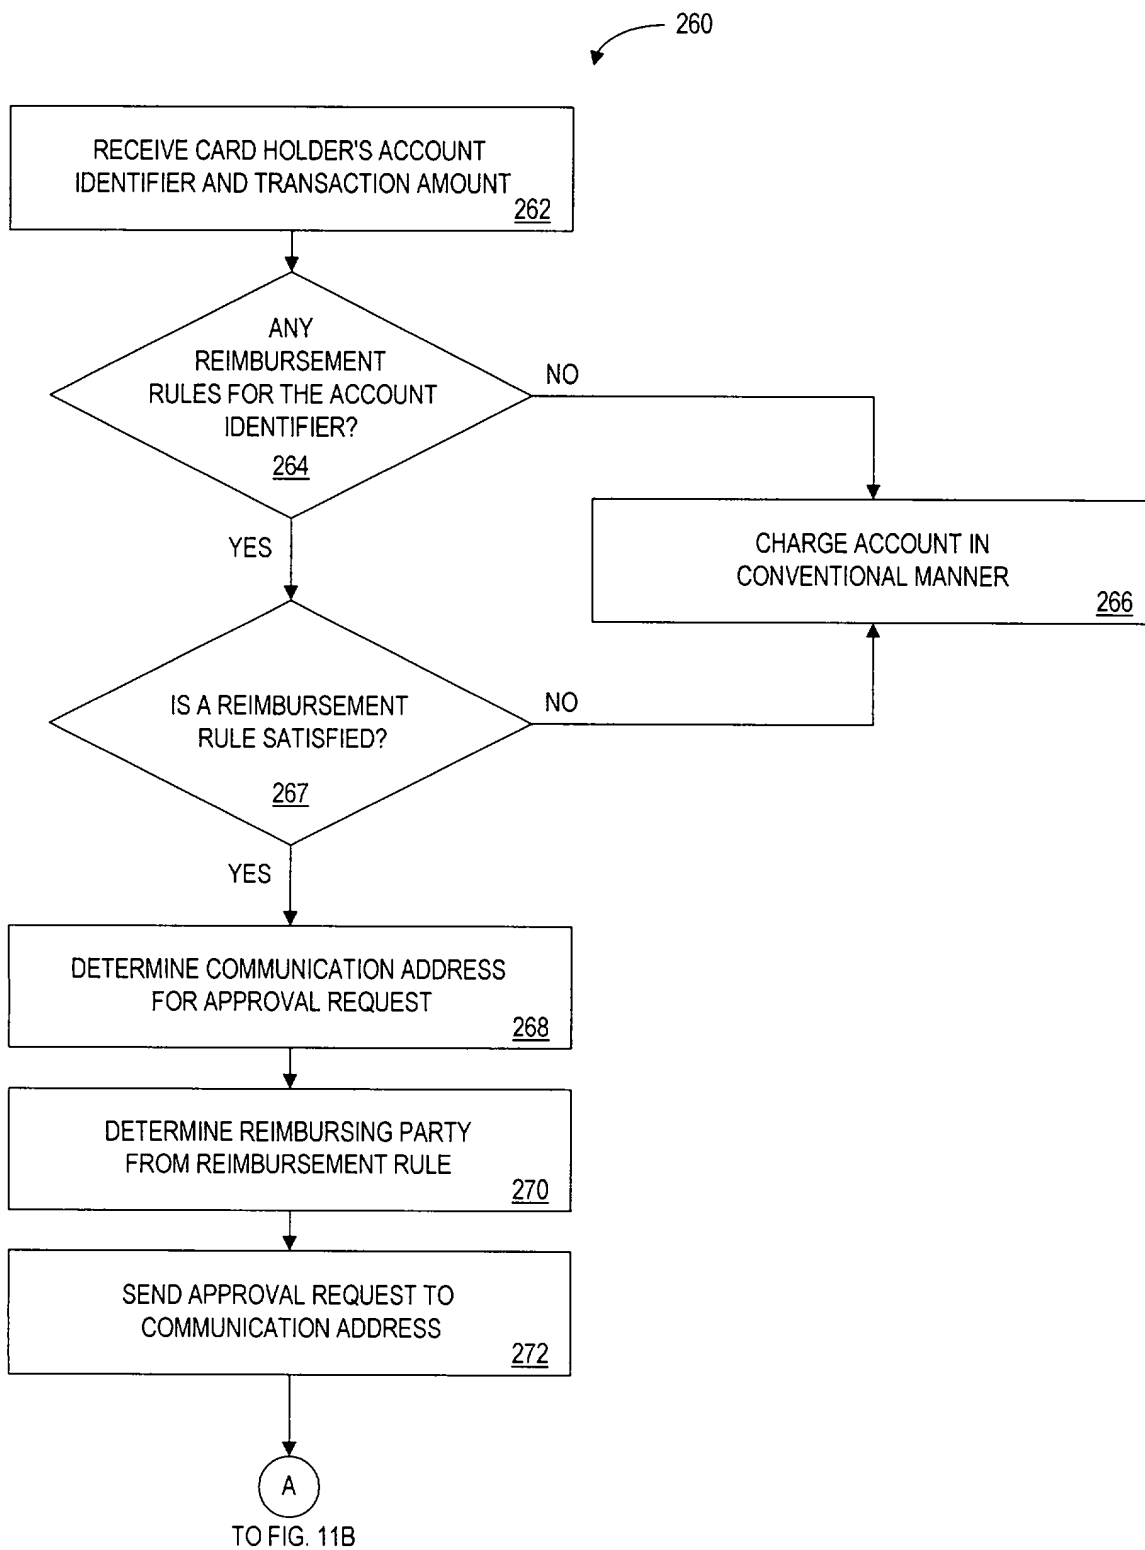 260
RECEIVE CARD HOLDER'S ACCOUNT
IDENTIFIER AND TRANSACTION AMOUNT
262
ANY
REIMBURSEMENT
RULES FOR THE ACCOUNT
IDENTIFIER?
264
NO
YES
CHARGE ACCOUNT IN
CONVENTIONAL MANNER
266
IS A REIMBURSEMENT
RULE SATISFIED?
267
NO
YES
DETERMINE COMMUNICATION ADDRESS
FOR APPROVAL REQUEST
268
DETERMINE REIMBURSING PARTY
FROM REIMBURSEMENT RULE
270
SEND APPROVAL REQUEST TO
COMMUNICATION ADDRESS
272
A
TO FIG. 11B